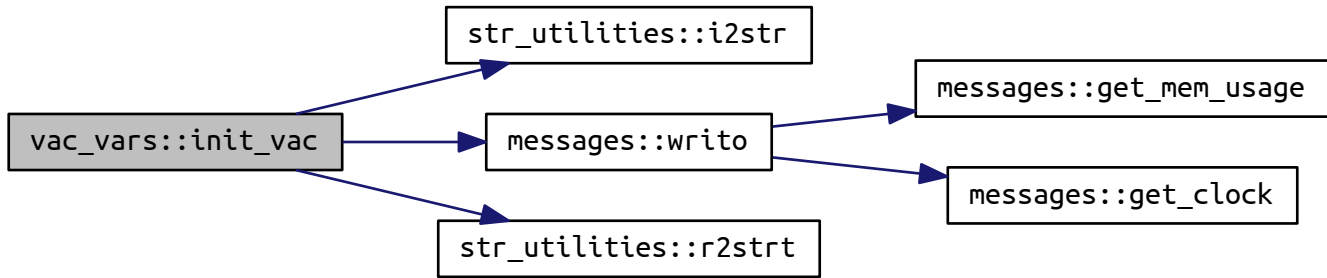 str_utilities::i2str
messages::get_mem_usage
vac_vars::init_vac
messages::writo
messages::get_clock
str_utilities::r2strt